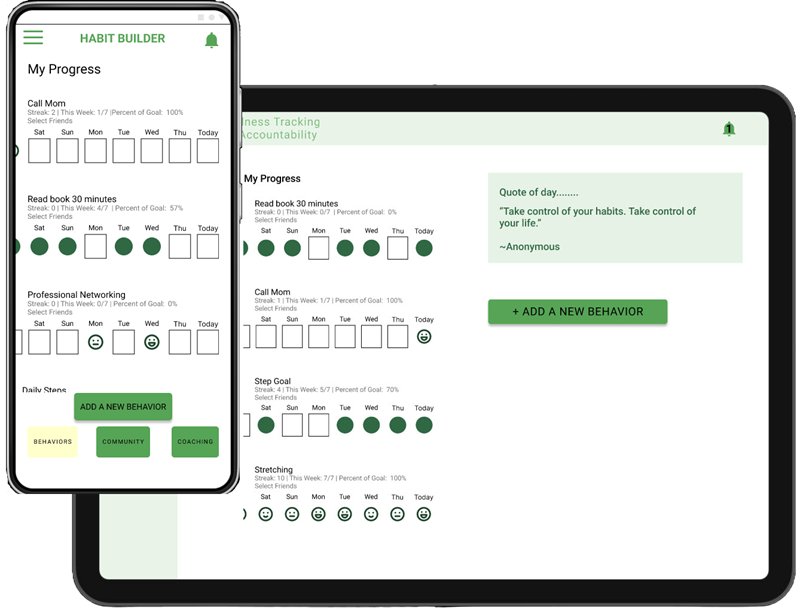 HABIT BUILDER
My Progress
Call Mom
Streak: 2 | This Week: 1/7 |Percent of Goal: 100%
Select Friends
Sat Sun Mon Tue Wed Thu Today
Read book 30 minutes
Streak: 0 | This Week: 4/7 | Percent of Goal: 57%
Select Friends
Sat Sun Mon Tue Wed Thu Today
Professional Networking
Streak: 0 | This Week: 0/7 | Percent of Goal: 0%
Select Friends
Sat Sun Mon Tue Wed Thu Today
Daily Steps
ADD A NEW BEHAVIOR
BEHAVIORS COMMUNITY COACHING
lness Tracking
Accountability
1
My Progress
Read book 30 minutes
Streak: 0 | This Week: 0/7 | Percent of Goal: 0%
Select Friends
Sat Sun Mon Tue Wed Thu Today
Call Mom
Streak: 1 | This Week: 1/7 | Percent of Goal: 100%
Select Friends
Sat Sun Mon Tue Wed Thu Today
Step Goal
Streak: 4 | This Week: 5/7 | Percent of Goal: 70%
Select Friends
Sat Sun Mon Tue Wed Thu Today
Stretching
Streak: 10 | This Week: 7/7 | Percent of Goal: 100%
Select Friends
Sat Sun Mon Tue Wed Thu Today
Quote of day........
“Take control of your habits. Take control of
your life.”
~Anonymous
+ ADD A NEW BEHAVIOR